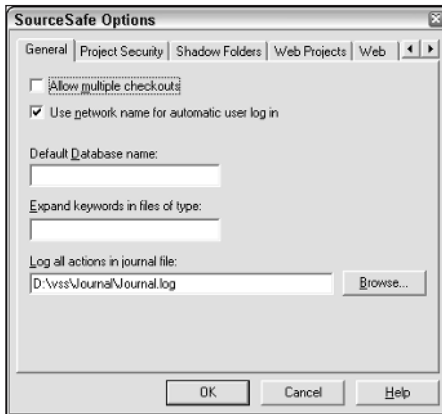 SourceSafe Options
General Project Security Shadow Folders Web Projects Web
Allow multiple checkouts
Use network name for automatic user log in
Default Database name:
Expand keywords in files of type:
Log all actions in journal file:
D:\vss\Journal\Journal.log Browse...
OK Cancel Help